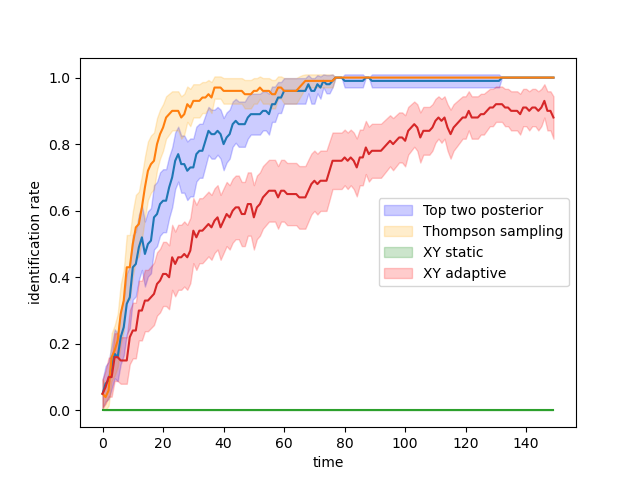 1.0
0.8
0.6
0.4
0.2
0.0
identification rate
Top two posterior
Thompson sampling
XY static
XY adaptive
0 20 40 60 80 100 120 140
time